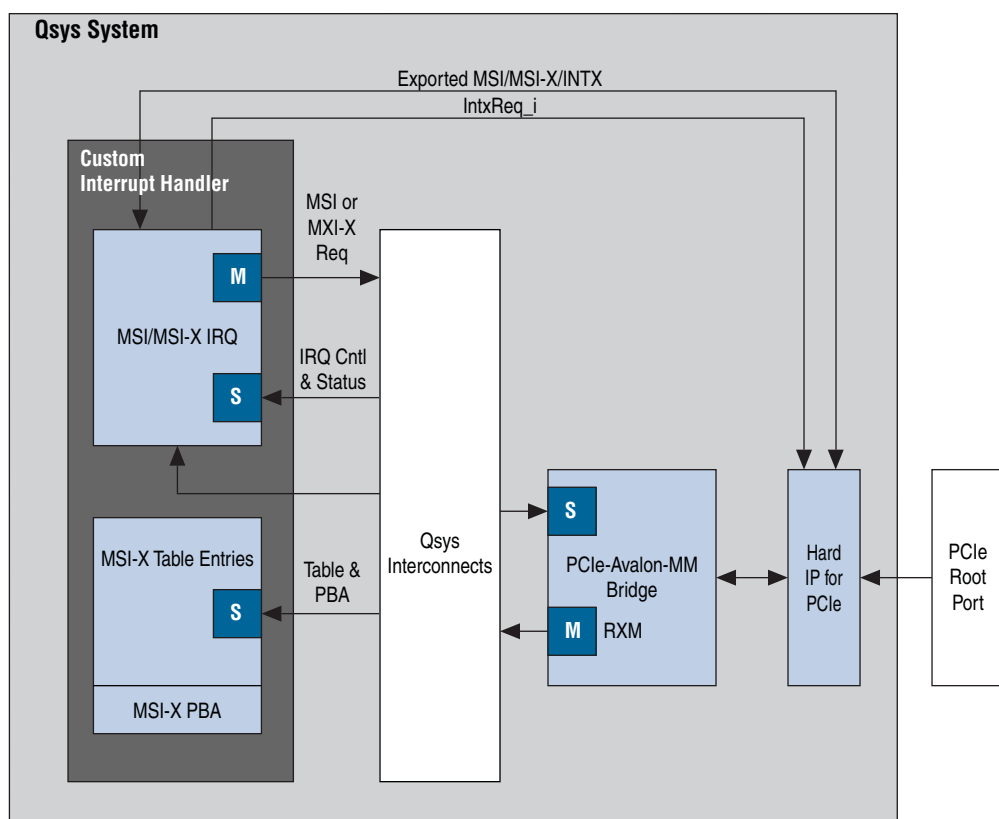 Qsys System
Exported MSI/MSI-X/INTX
IntxReq_i
Custom
Interrupt Handler
MSI or
MXI-X
Req
M
MSI/MSI-X IRQ
IRQ Cntl
& Status
S
MSI-X Table Entries
S
Table &
PBA
MSI-X PBA
Qsys
Interconnects
S
PCIe-Avalon-MM
Bridge
M
RXM
Hard
IP for
PCIe
PCIe
Root
Port